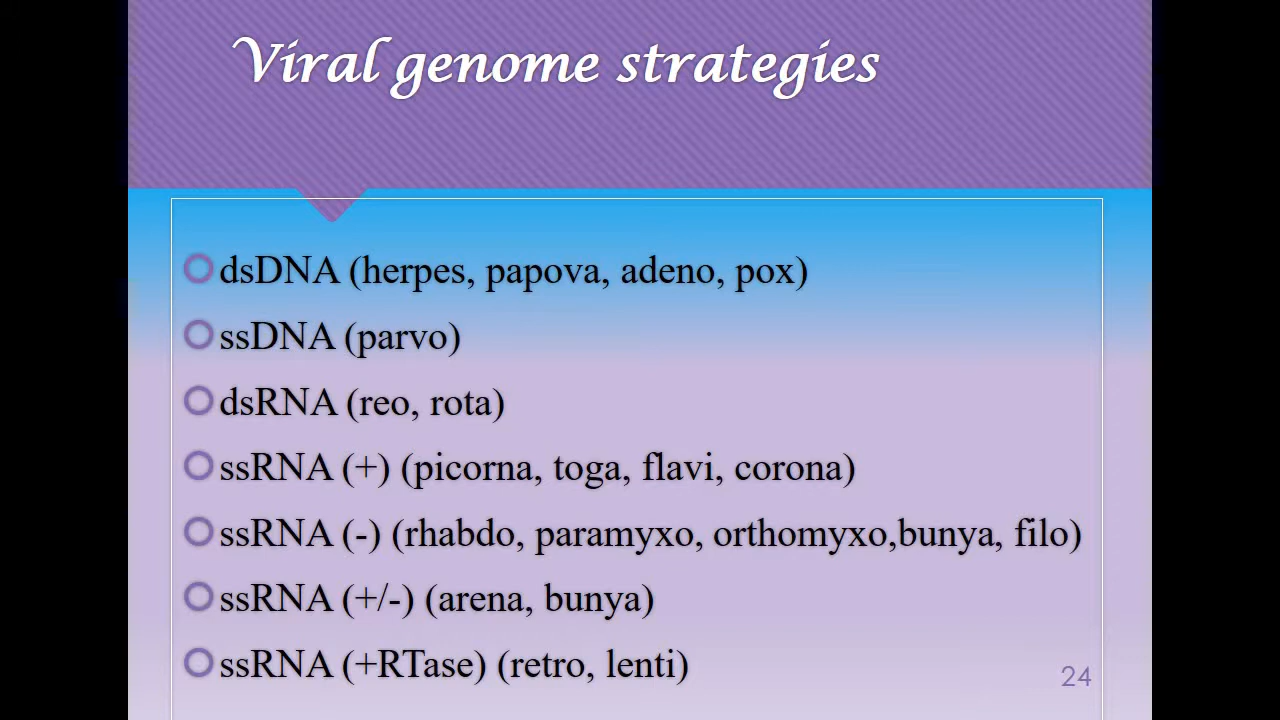 Viral genome strategies
dsDNA (herpes, papova, adeno, pox)
ssDNA (parvo)
dsRNA (reo, rota)
ssRNA (+) (picorna, toga, flavi, corona)
ssRNA (-) (rhabdo, paramyxo, orthomyxo,bunya, filo)
ssRNA (+/-) (arena, bunya)
ssRNA (+RTase) (retro, lenti)
24